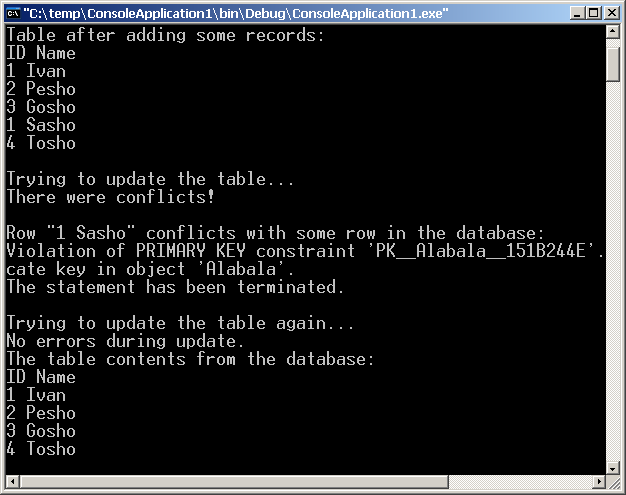 "C:\temp\ConsoleApplication1\bin\Debug\ConsoleApplication1.exe"
Table after adding some records:
ID Name
1 Ivan
2 Pesho
3 Gosho
1 Sasho
4 Tosho
Trying to update the table...
There were conflicts!
Row "1 Sasho" conflicts with some row in the database:
Violation of PRIMARY KEY constraint 'PK__Alabala__151B244E'.
cate key in object 'Alabala'.
The statement has been terminated.
Trying to update the table again...
No errors during update.
The table contents from the database:
ID Name
1 Ivan
2 Pesho
3 Gosho
4 Tosho